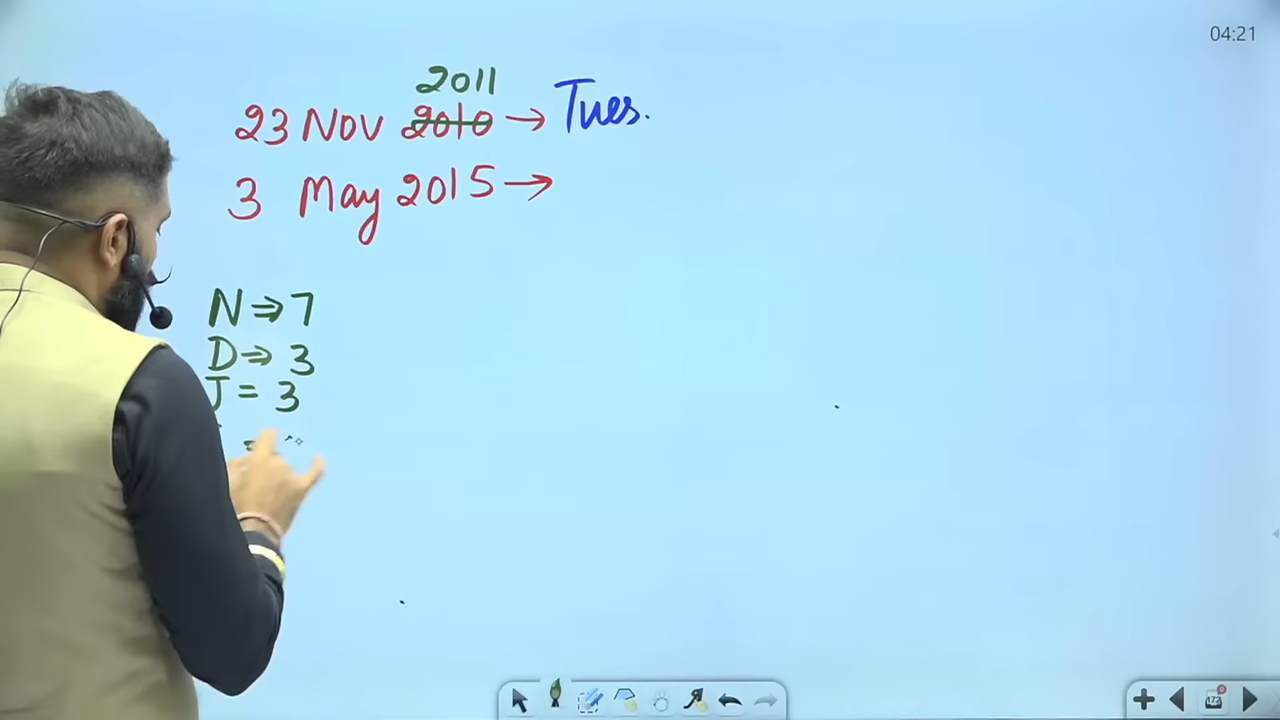 04:21
2011
23 Nov 2010 → Tues.
3 May 2015 →
N ⇒ 7
D ⇒ 3
J = 3
=